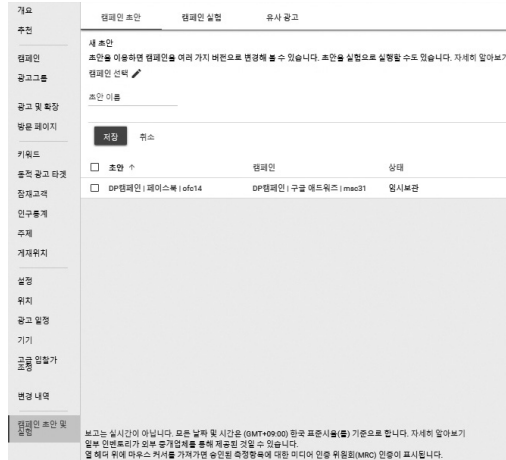 개요
추천
캠페인
광고그룹
광고 및 확장
방문 페이지
키워드
동적 광고 타겟
잠재고객
인구통계
주제
게재위치
설정
위치
광고 일정
기기
고급 입찰가
조정
변경 내역
캠페인 초안 및
실험
캠페인 초안 캠페인 실험 유사 광고
새 초안
초안을 이용하면 캠페인을 여러 가지 버전으로 변경해 볼 수 있습니다. 초안을 실험으로 실행할 수도 있습니다. 자세히 알아보기
캠페인 선택
초안 이름
저장 취소
초안 ↑ 캠페인 상태
DP캠페인 | 페이스북 | ofc14 DP캠페인 | 구글 애드워즈 | mso31 임시보관
보고는 실시간이 아닙니다. 모든 날짜 및 시간은 (GMT+09:00) 한국 표준시을(를) 기준으로 합니다. 자세히 알아보기
일부 인벤토리가 외부 중개업체를 통해 제공된 것일 수 있습니다.
열 헤더 위에 마우스 커서를 가져가면 승인된 측정항목에 대한 미디어 인증 위원회(MRC) 인증이 표시됩니다.